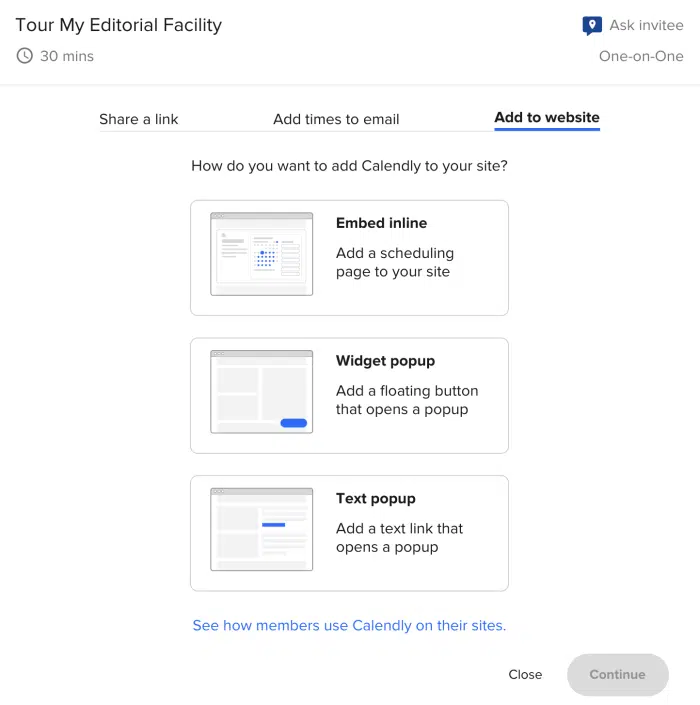 Tour My Editorial Facility
Ask invitee
30 mins
One-on-One
Share a link
Add times to email
Add to website
How do you want to add Calendly to your site?
Embed inline
Add a scheduling
page to your site
Widget popup
Add a floating button
that opens a popup
Text popup
Add a text link that
opens a popup
See how members use Calendly on their sites.
Close
Continue